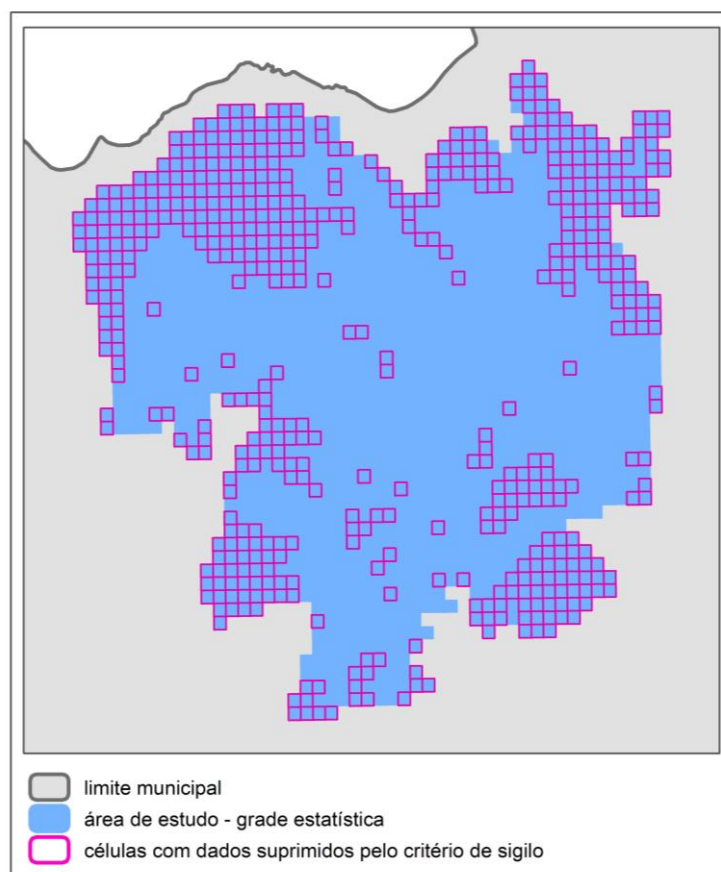 limite municipal
área de estudo - grade estatística
células com dados suprimidos pelo critério de sigilo